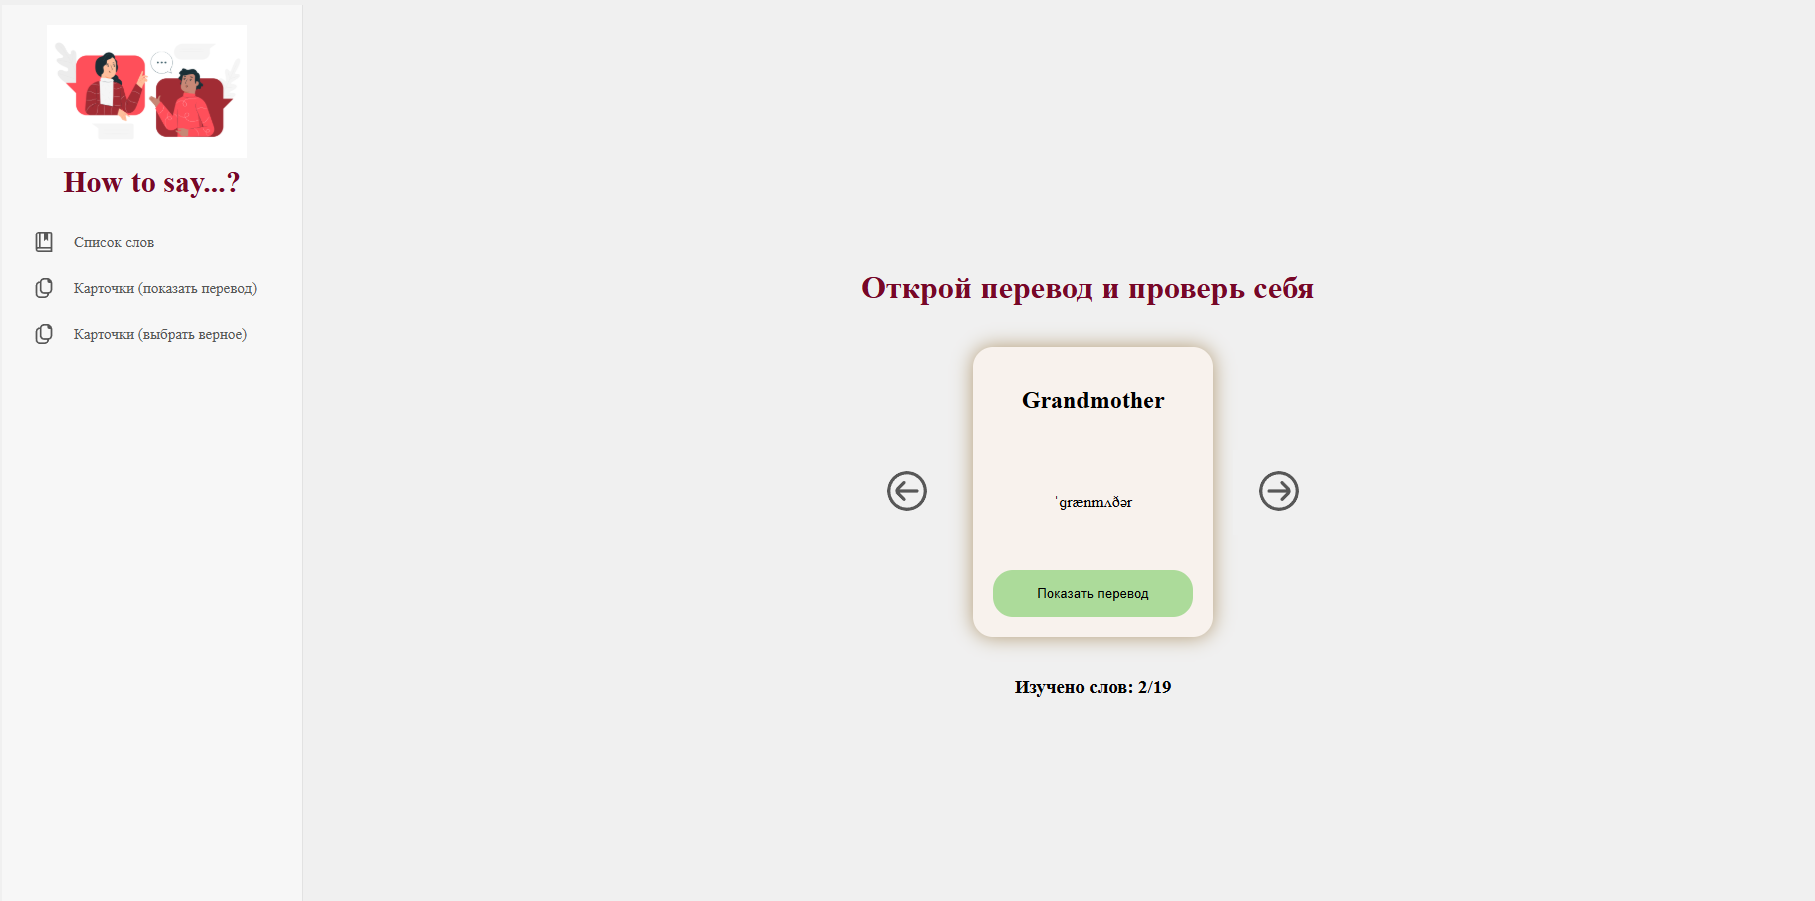 How to say...?
Список слов
Карточки (показать перевод)
Карточки (выбрать верное)
Открой перевод и проверь себя
Grandmother
ˈɡrænmʌðər
Показать перевод
Изучено слов: 2/19